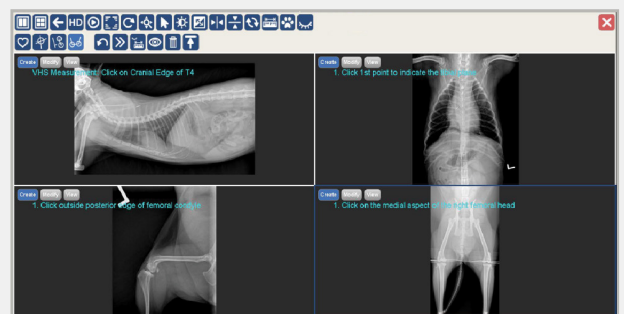 HD
Create Modify View
VHS Measurement: Click on Cranial Edge of T4
Create Modify View
1. Click 1st point to indicate the
Create Modify View
1. Click outside posterior edge of femoral condyle
Create Modify View
1. Click on the medial aspect of the right femoral head